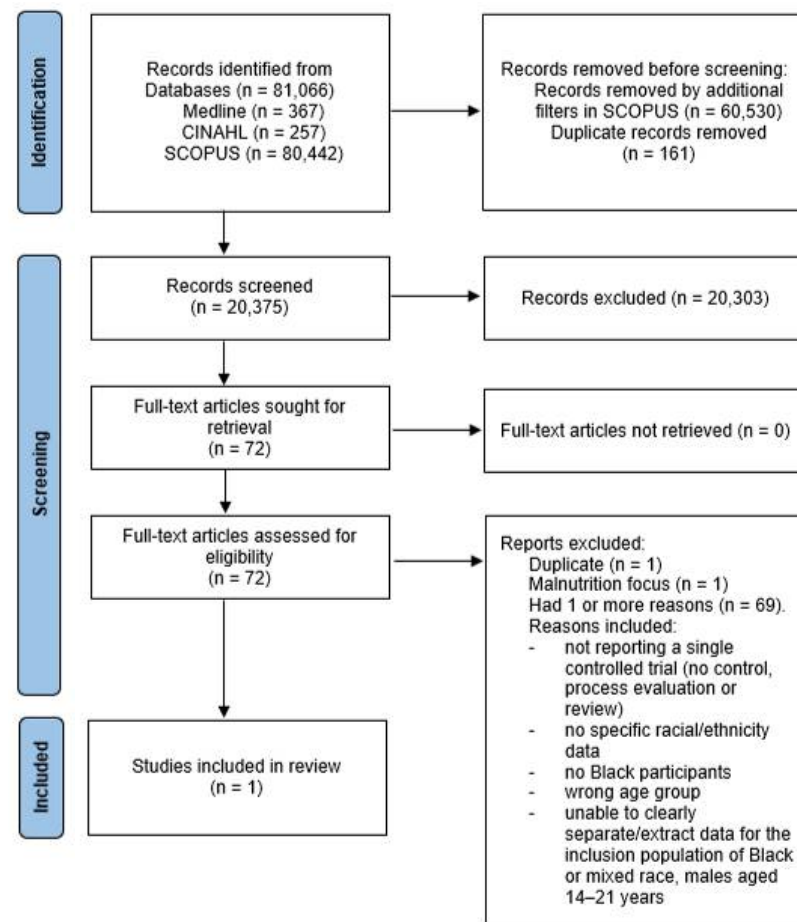 Identification
Records identified from
Databases (n = 81,066)
Medline (n = 367)
CINAHL (n = 257)
SCOPUS (n = 80,442)
Records removed before screening:
Records removed by additional
filters in SCOPUS (n = 60,530)
Duplicate records removed
(n = 161)
Screening
Records screened
(n = 20,375)
Records excluded (n = 20,303)
Full-text articles sought for
retrieval
(n = 72)
Full-text articles not retrieved (n = 0)
Full-text articles assessed for
eligibility
(n = 72)
Reports excluded:
Duplicate (n = 1)
Malnutrition focus (n = 1)
Had 1 or more reasons (n = 69).
Reasons included:
- not reporting a single
controlled trial (no control,
process evaluation or
review)
- no specific racial/ethnicity
data
- no Black participants
- wrong age group
- unable to clearly
separate/extract data for the
inclusion population of Black
or mixed race, males aged
14–21 years
Included
Studies included in review
(n = 1)